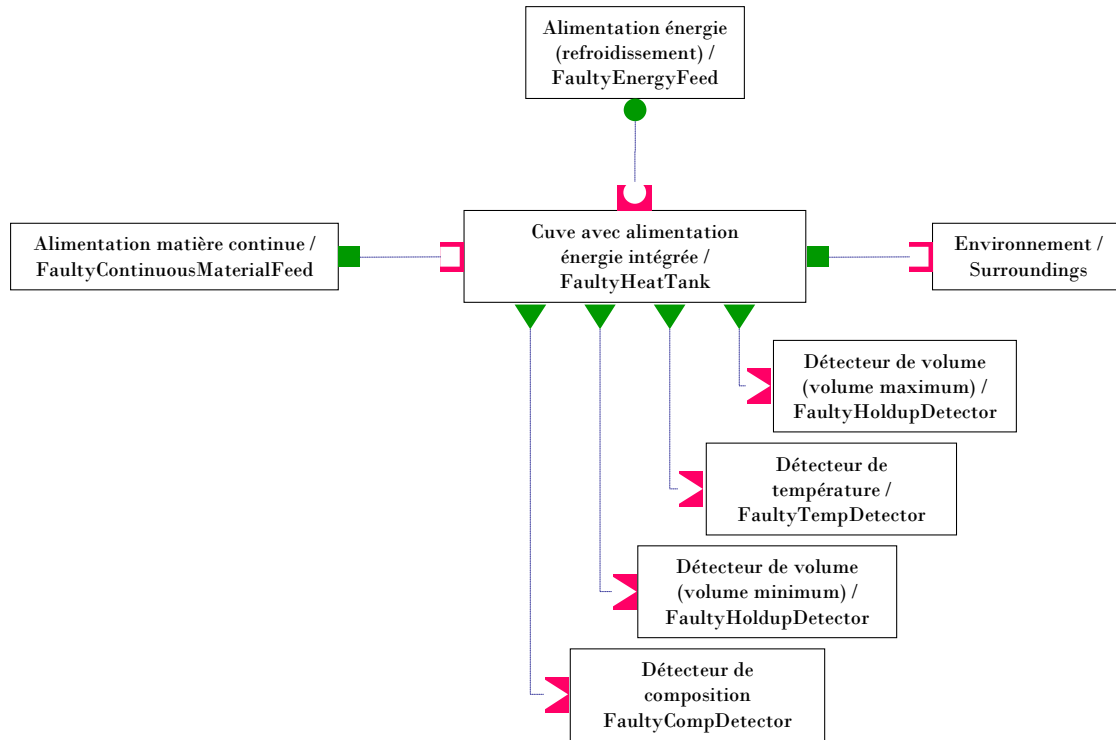 Alimentation énergie
(refroidissement) /
FaultyEnergyFeed
Alimentation matière continue /
FaultyContinuousMaterialFeed
Cuve avec alimentation
énergie intégrée /
FaultyHeatTank
Environnement /
Surroundings
Détecteur de volume
(volume maximum) /
FaultyHoldupDetector
Détecteur de
température /
FaultyTempDetector
Détecteur de volume
(volume minimum) /
FaultyHoldupDetector
Détecteur de
composition
FaultyCompDetector